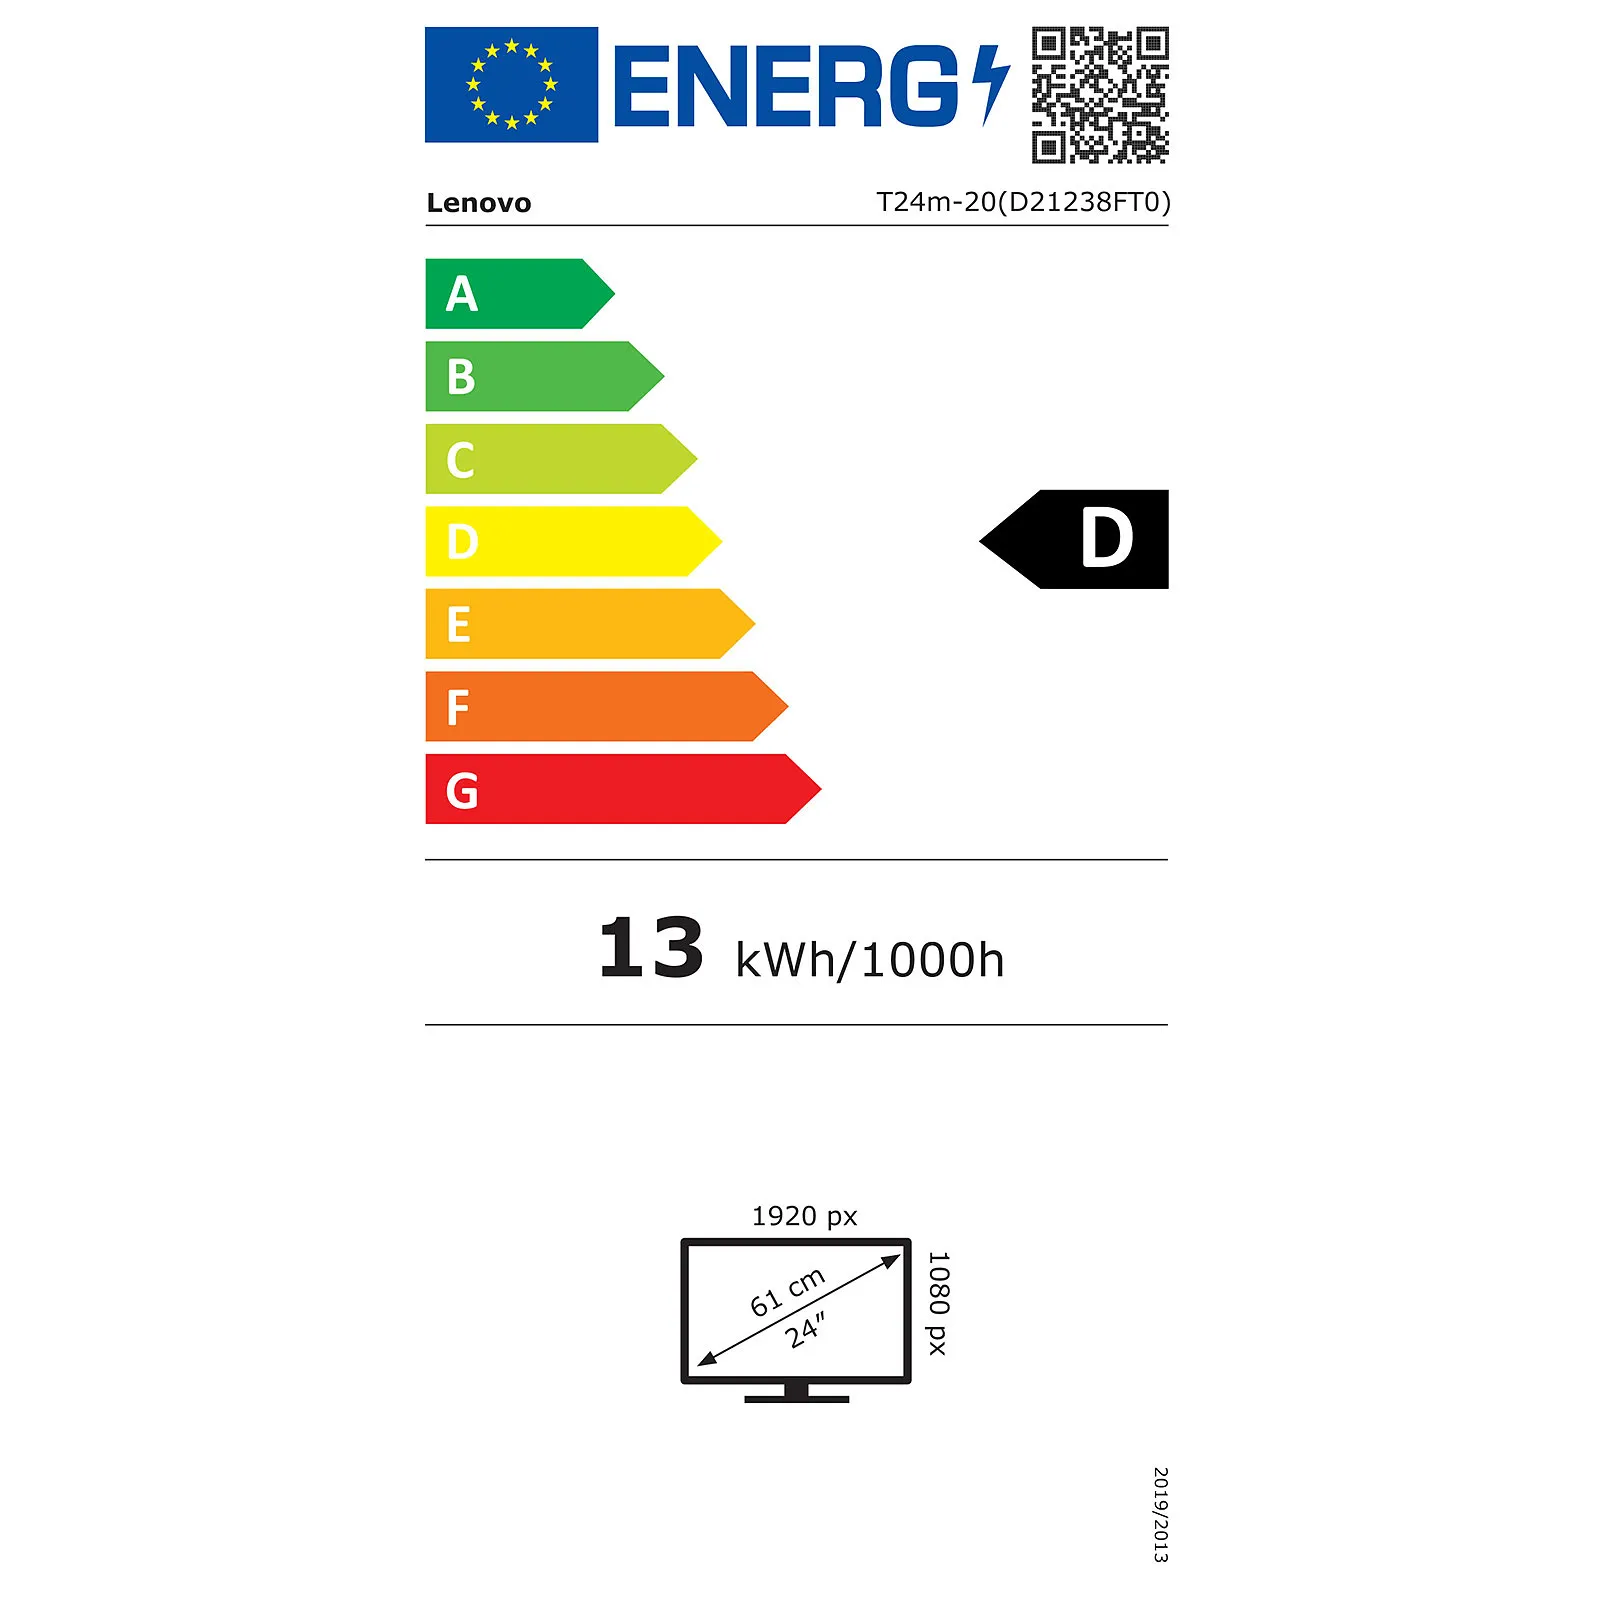 ENERG
Lenovo
T24m-20(D21238FT0)
A
B
C
D
D
E
F
G
13 kWh/1000h
1920 px
1080 px
61 cm
24″
2019/2013